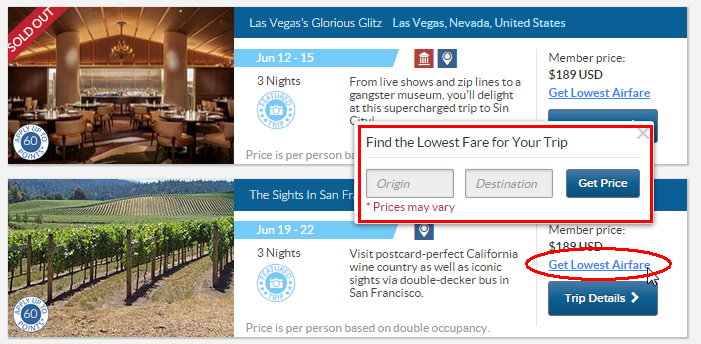 SOLD OUT
Las Vegas's Glorious Glitz Las Vegas, Nevada, United States
Jun 12 - 15
3 Nights
FEATURED
TRIP
From live shows and zip lines to a
gangster museum, you'll delight
at this supercharged trip to Sin
City!
Member price:
$189 USD
Get Lowest Airfare
APPLY UP TO
60
POINTS
Price is per person ba
Find the Lowest Fare for Your Trip
Origin
Destination
Get Price
* Prices may vary
The Sights In San Fra
Jun 19 - 22
3 Nights
FEATURED
TRIP
Visit postcard-perfect California
wine country as well as iconic
sights via double-decker bus in
San Francisco.
Member price:
$189 USD
Get Lowest Airfare
Trip Details
APPLY UP TO
60
POINTS
Price is per person based on double occupancy.